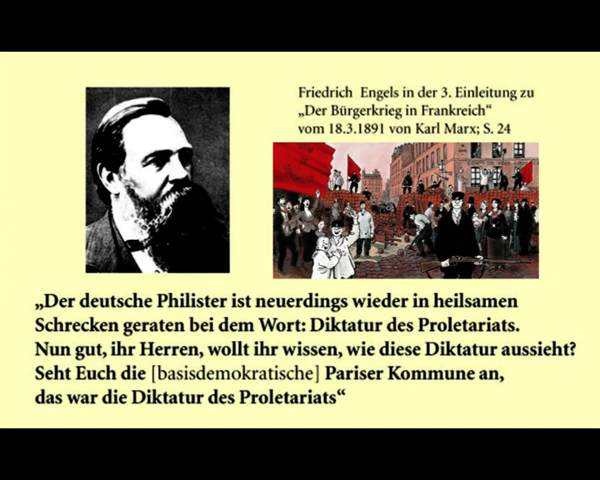 Friedrich Engels in der 3. Einleitung zu
„Der Bürgerkrieg in Frankreich“
vom 18.3.1891 von Karl Marx; S. 24
„Der deutsche Philister ist neuerdings wieder in heilsamen
Schrecken geraten bei dem Wort: Diktatur des Proletariats.
Nun gut, ihr Herren, wollt ihr wissen, wie diese Diktatur aussieht?
Seht Euch die [basisdemokratische] Pariser Kommune an,
das war die Diktatur des Proletariats“